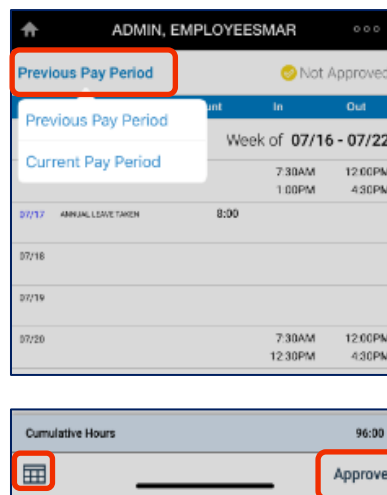 ADMIN, EMPLOYEESMAR
Previous Pay Period
Not Approved
unt In Out
Previous Pay Period
Current Pay Period
Week of 07/16 - 07/22
7:30AM 12:00PM
1:00PM 4:30PM
07/17 ANNUAL LEAVE TAKEN 8:00
07/18
07/19
07/20 7:30AM 12:00PM
12:30PM 4:30PM
Cumulative Hours 96:00
Approve